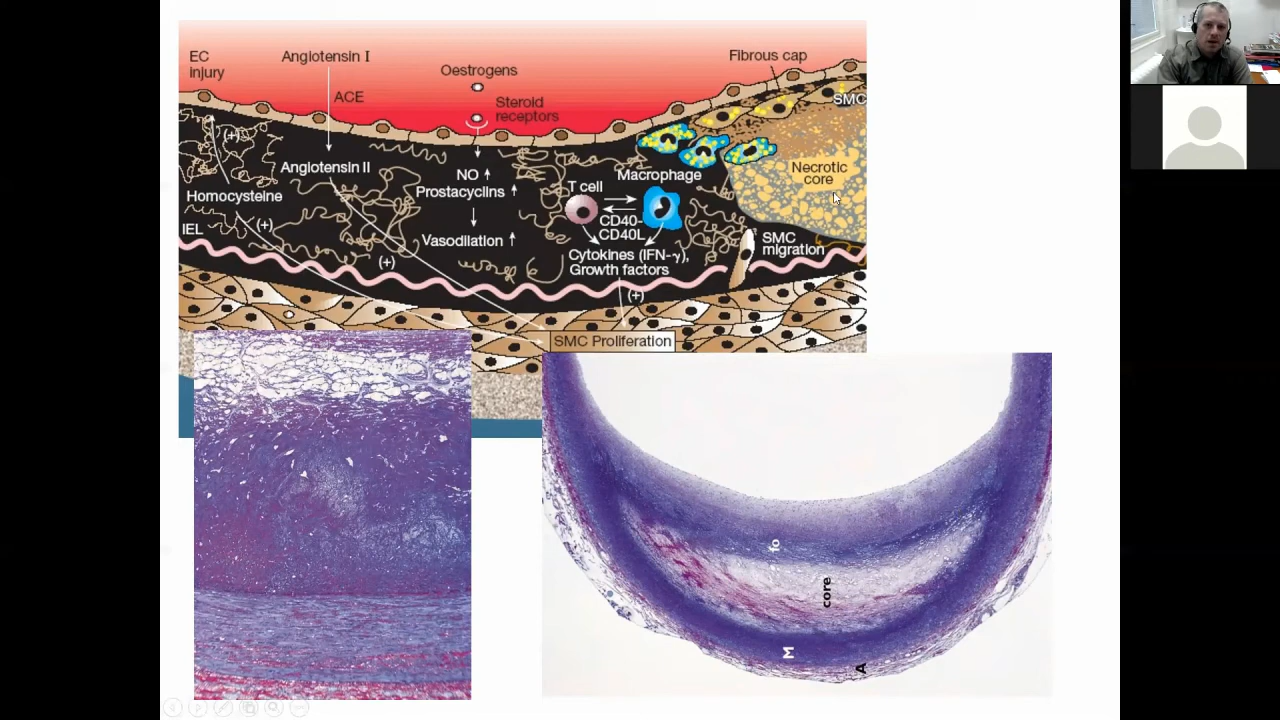 EC
injury
Angiotensin I
ACE
Oestrogens
Steroid
receptors
Fibrous cap
SMC
(+)
Angiotensin II
NO ↑
Prostacyclins ↑
T cell
Macrophage
Necrotic
core
Homocysteine
(+)
CD40-
CD40L
IEL
Vasodilation ↑
SMC
migration
(+)
Cytokines (IFN-γ),
Growth factors
(+)
SMC Proliferation
fc
core
M
A